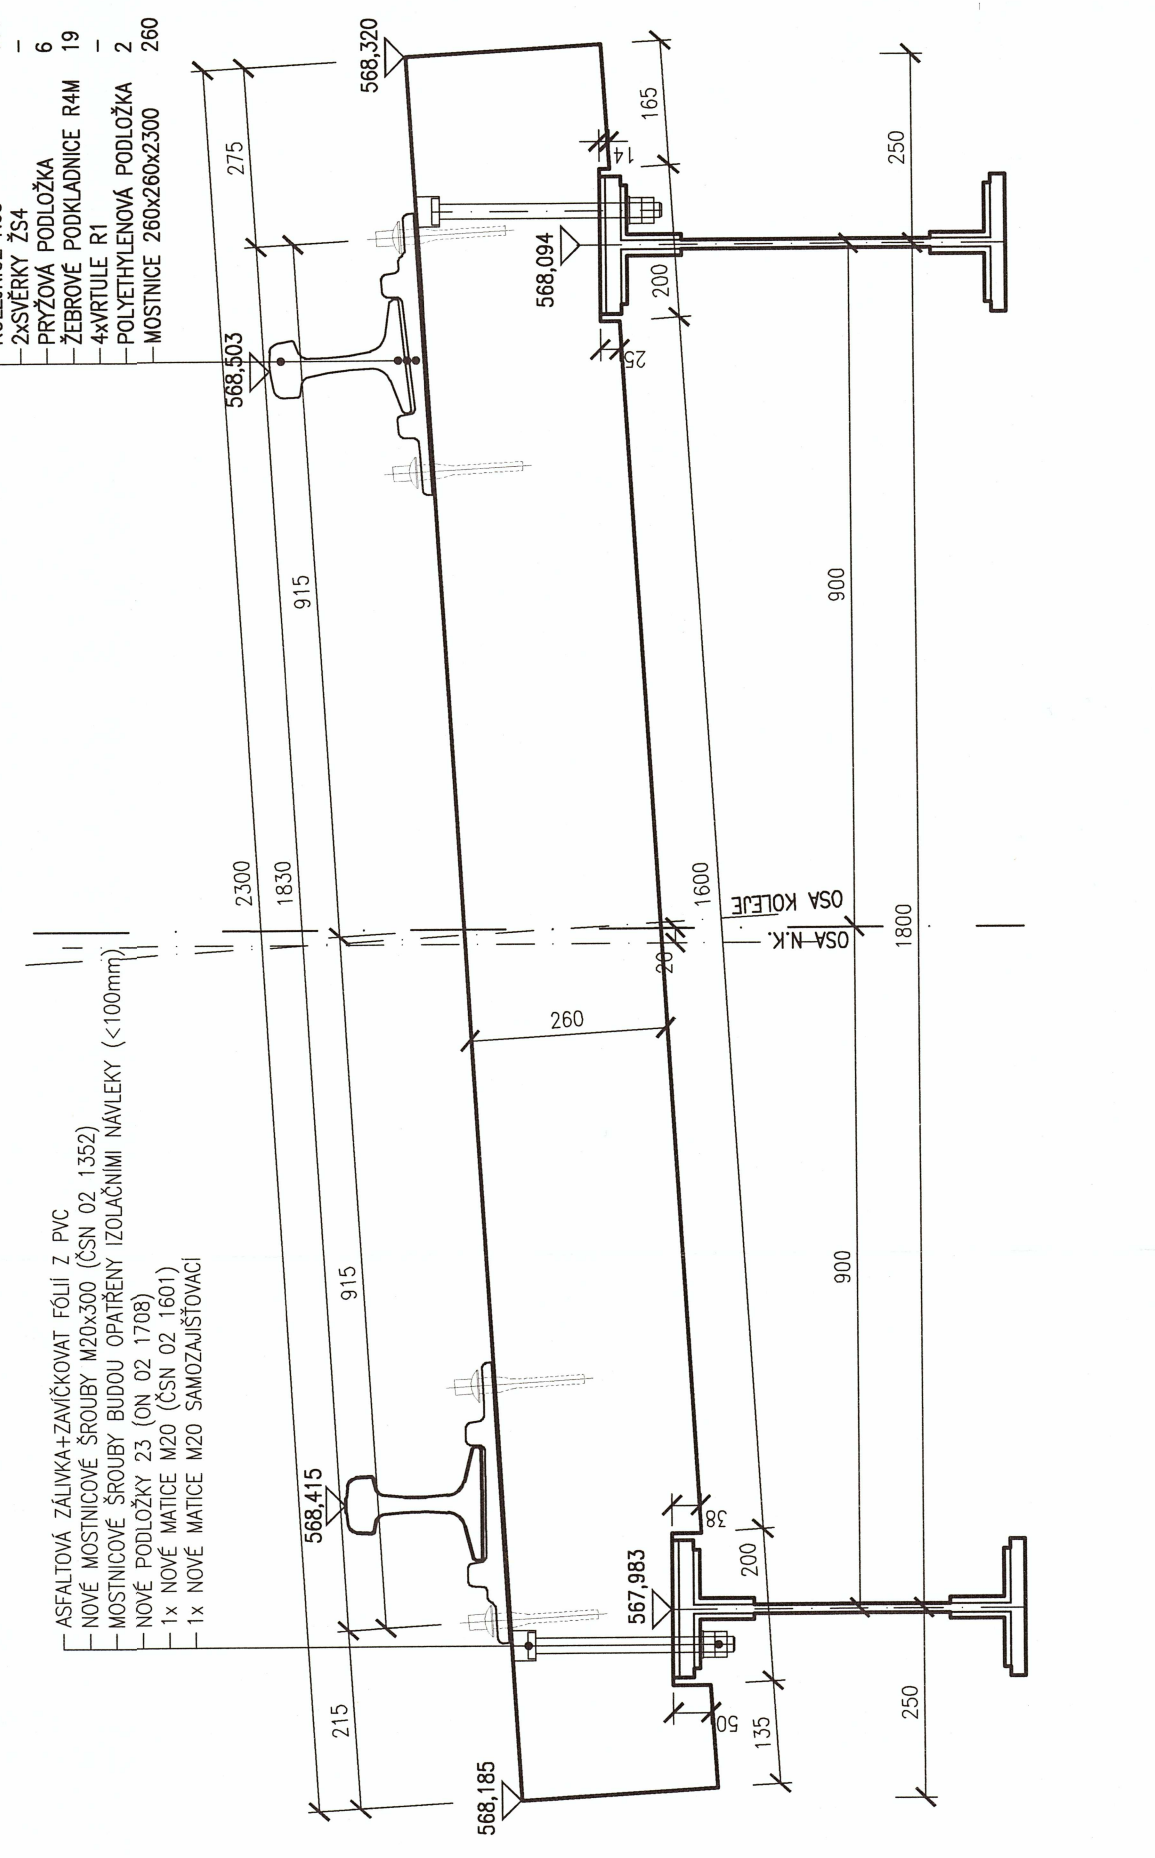 2xSVĚRKY ŽS4 –
PRYŽOVÁ PODLOŽKA 6
ŽEBROVÉ PODKLADNICE R4M 19
4xVRTULE R1 –
POLYETHYLENOVÁ PODLOŽKA 2
MOSTNICE 260x260x2300 260
ASFALTOVÁ ZÁLIVKA+ZAVÍČKOVAT FÓLIÍ Z PVC
NOVÉ MOSTNICOVÉ ŠROUBY M20x300 (ČSN 02 1352)
MOSTNICOVÉ ŠROUBY BUDOU OPATŘENY IZOLAČNÍMI NÁVLEKY (<100mm)
NOVÉ PODLOŽKY 23 (ON 02 1708)
1x NOVÉ MATICE M20 (ČSN 02 1601)
1x NOVÉ MATICE M20 SAMOZAJIŠŤOVACÍ
2300
275
1830
215
915
915
568,503
568,415
568,320
568,185
260
568,094
567,983
14
25
38
50
20
165
200
1600
200
135
OSA KOLEJE
OSA N.K.
900
900
250
1800
250